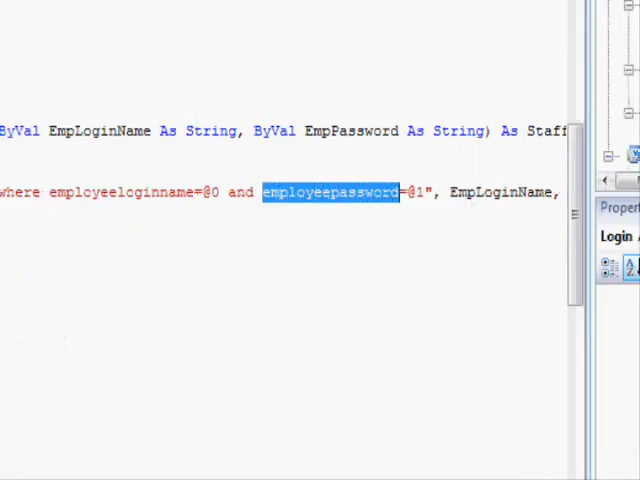 ByVal EmpLoginName As String, ByVal EmpPassword As String) As Staff
where employeeloginname=@0 and employeepassword=@1", EmpLoginName,
Propert
Login